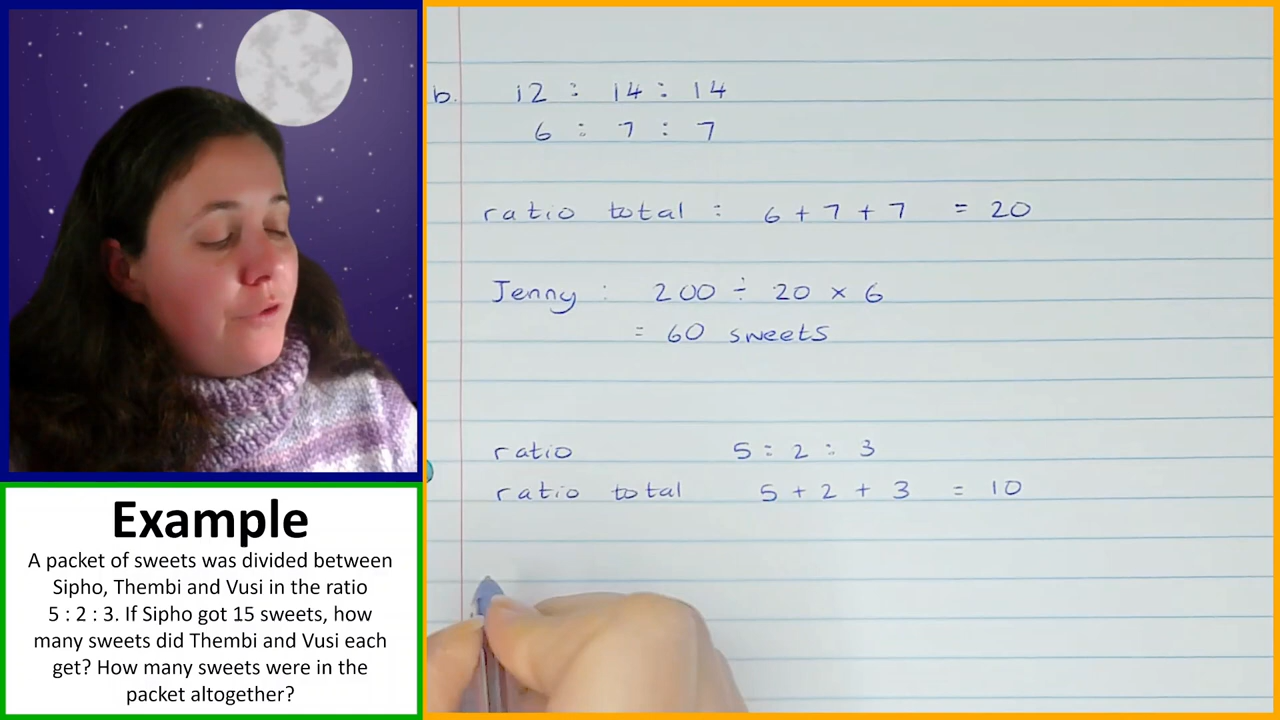 b. 12 : 14 : 14
6 : 7 : 7
ratio total : 6 + 7 + 7 = 20
Jenny : 200 ÷ 20 × 6
= 60 sweets
ratio 5 : 2 : 3
ratio total 5 + 2 + 3 = 10
Example
A packet of sweets was divided between
Sipho, Thembi and Vusi in the ratio
5 : 2 : 3. If Sipho got 15 sweets, how
many sweets did Thembi and Vusi each
get? How many sweets were in the
packet altogether?